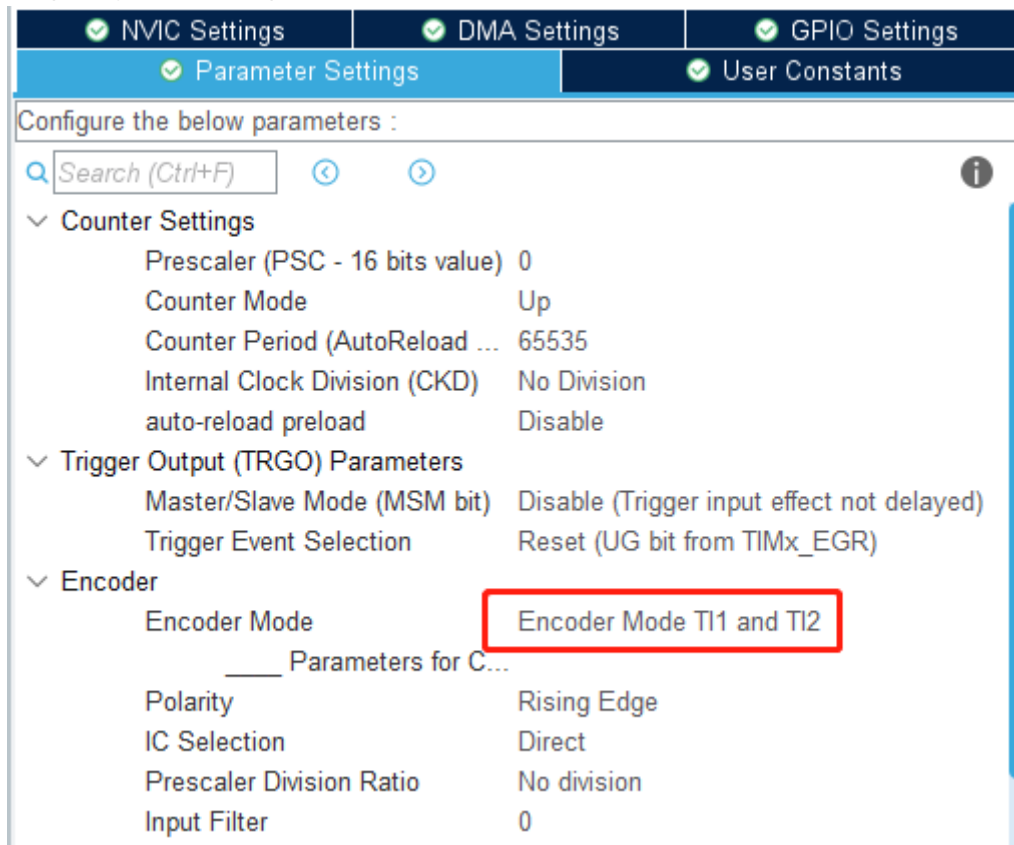 NVIC Settings DMA Settings GPIO Settings
Parameter Settings User Constants
Configure the below parameters :
Search (Ctrl+F)
Counter Settings
Prescaler (PSC - 16 bits value) 0
Counter Mode Up
Counter Period (AutoReload ... 65535
Internal Clock Division (CKD) No Division
auto-reload preload Disable
Trigger Output (TRGO) Parameters
Master/Slave Mode (MSM bit) Disable (Trigger input effect not delayed)
Trigger Event Selection Reset (UG bit from TIMx_EGR)
Encoder
Encoder Mode Encoder Mode TI1 and TI2
____ Parameters for C...
Polarity Rising Edge
IC Selection Direct
Prescaler Division Ratio No division
Input Filter 0